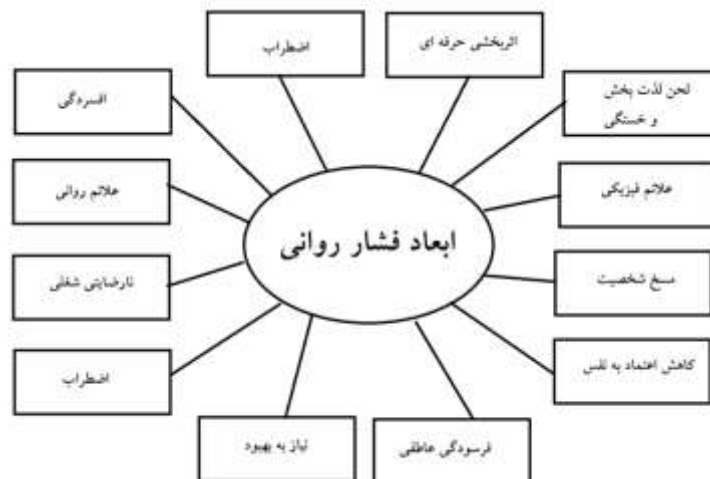 اضطراب
اثربخشی حرفه ای
افسردگی
لحن لذت بخش
و خستگی
علائم روانی
علائم فیزیکی
ابعاد فشار روانی
نارضایتی شغلی
مسخ شخصیت
اضطراب
کاهش اعتماد به نفس
نیاز به بهبود
فرسودگی عاطفی